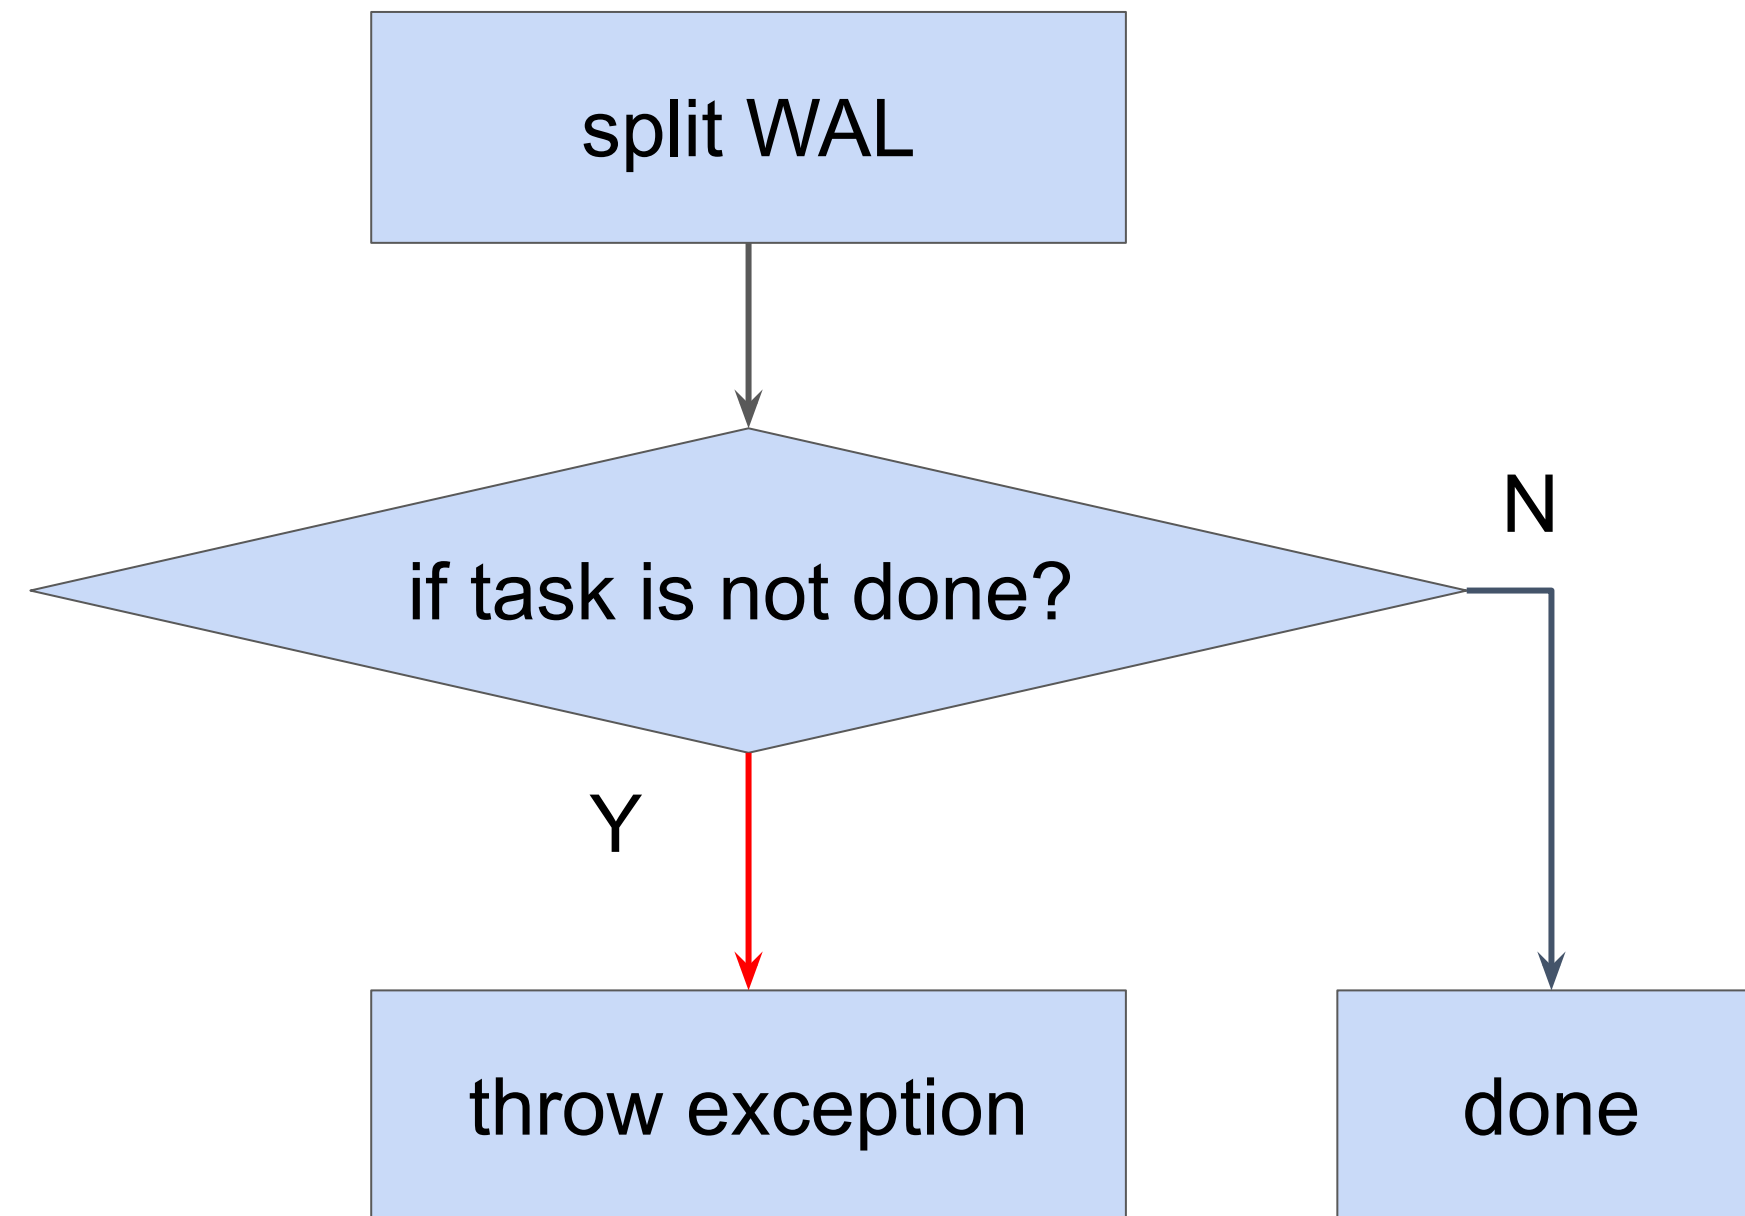 split WAL
N
if task is not done?
Y
throw exception
done